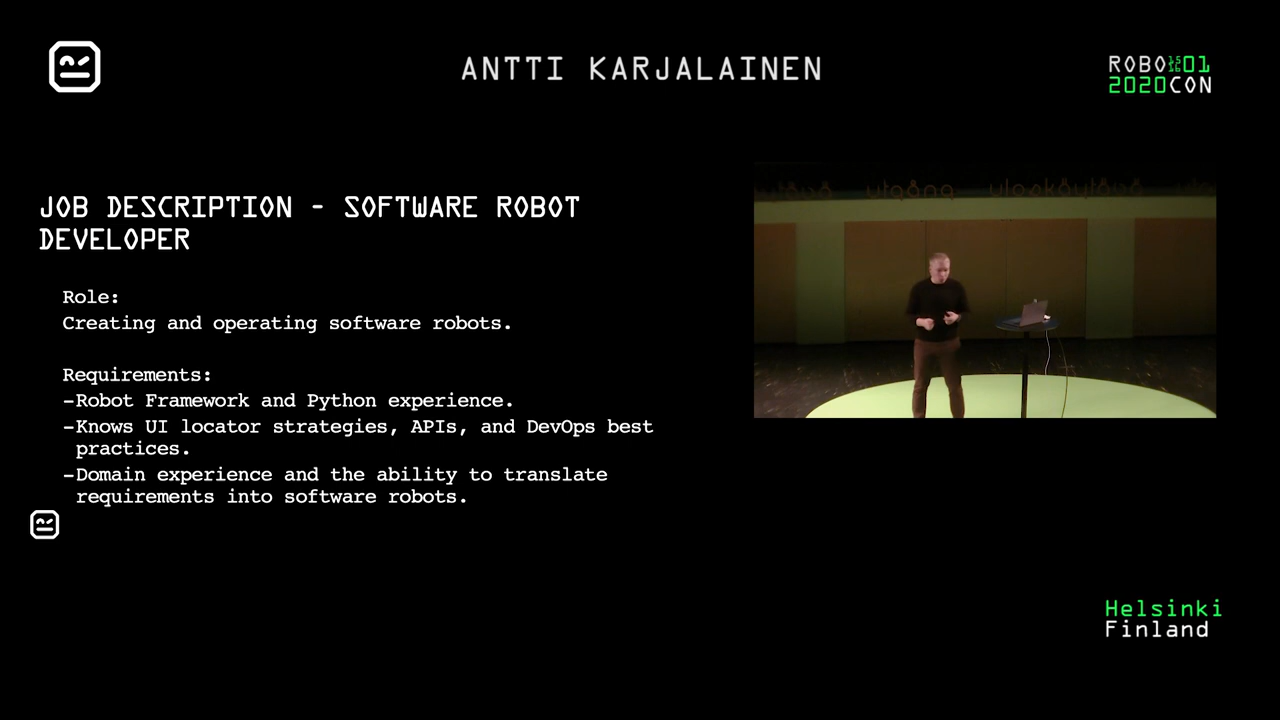 ANTTI KARJALAINEN
ROBO 01
2020CON
JOB DESCRIPTION - SOFTWARE ROBOT
DEVELOPER
Role:
Creating and operating software robots.
Requirements:
-Robot Framework and Python experience.
-Knows UI locator strategies, APIs, and DevOps best
practices.
-Domain experience and the ability to translate
requirements into software robots.
Helsinki
Finland